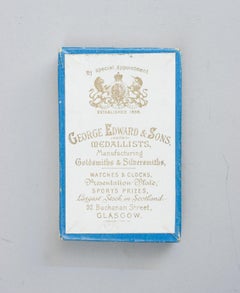 By Special Appointment
ESTABLISHED 1838.
GEORGE EDWARD & SONS,
MEDALLISTS,
Manufacturing
Goldsmiths & Silversmiths,
WATCHES & CLOCKS,
Presentation Plate,
SPORTS PRIZES,
Largest Stock in Scotland
92 Buchanan Street,
GLASGOW.